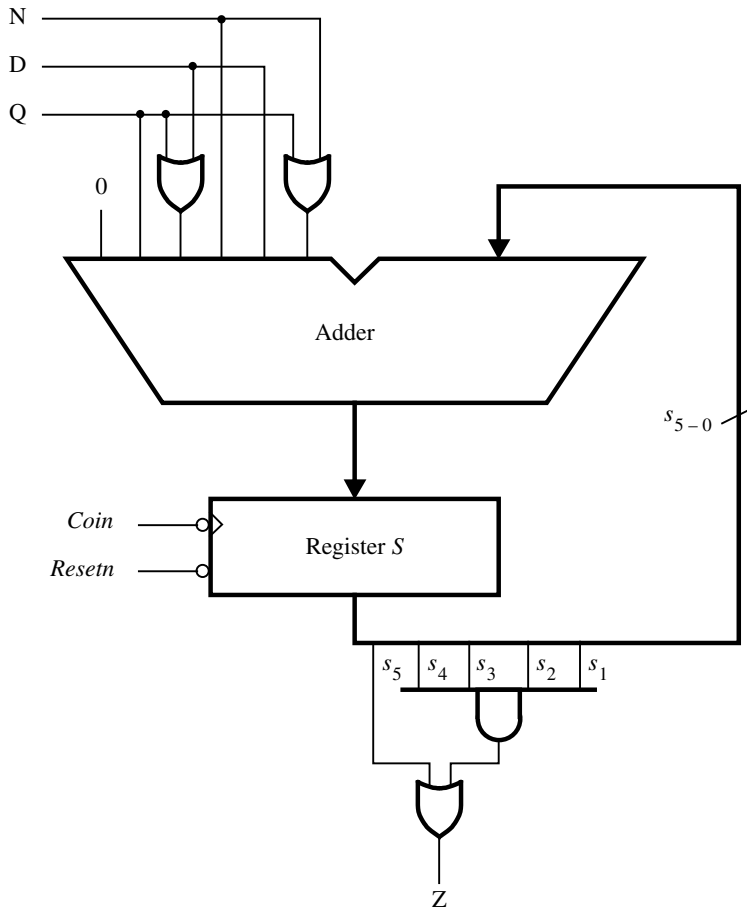 N
D
Q
0
Adder
s5 – 0
Coin
Register S
Resetn
s5 s4 s3 s2 s1
Z